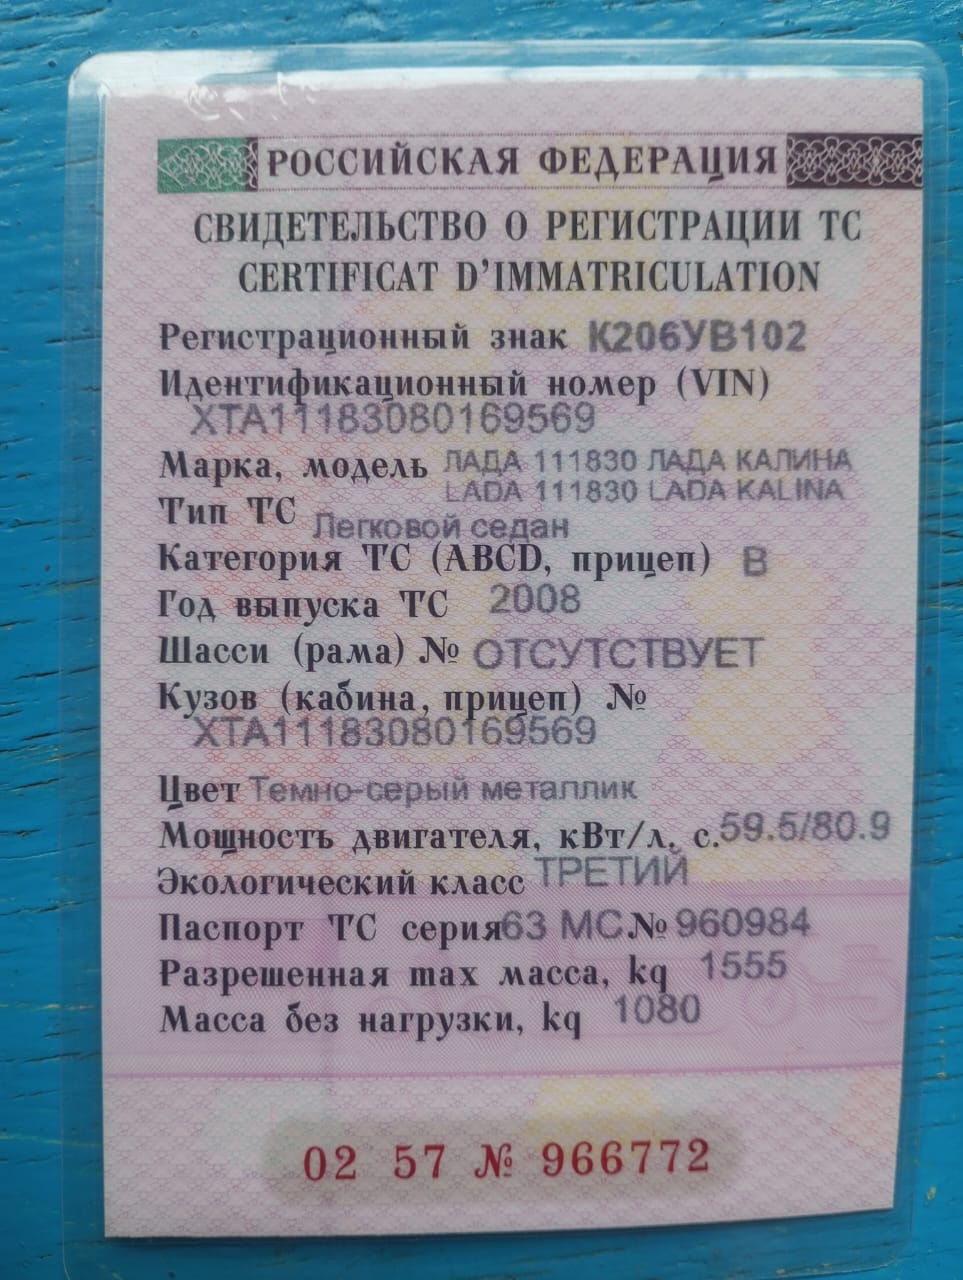 РОССИЙСКАЯ ФЕДЕРАЦИЯ
СВИДЕТЕЛЬСТВО О РЕГИСТРАЦИИ ТС
CERTIFICAT D'IMMATRICULATION
Регистрационный знак К206УВ102
Идентификационный номер (VIN)
ХТА11183080169569
Марка, модель ЛАДА 111830 ЛАДА КАЛИНА
LADA 111830 LADA KALINA
Тип ТС Легковой седан
Категория ТС (ABCD, прицеп) В
Год выпуска ТС 2008
Шасси (рама) № ОТСУТСТВУЕТ
Кузов (кабина, прицеп) №
ХТА11183080169569
Цвет Темно-серый металлик
Мощность двигателя, кВт/л. с. 59.5/80.9
Экологический класс ТРЕТИЙ
Паспорт ТС серия 63 МС № 960984
Разрешенная max масса, kq 1555
Масса без нагрузки, kq 1080
02 57 № 966772